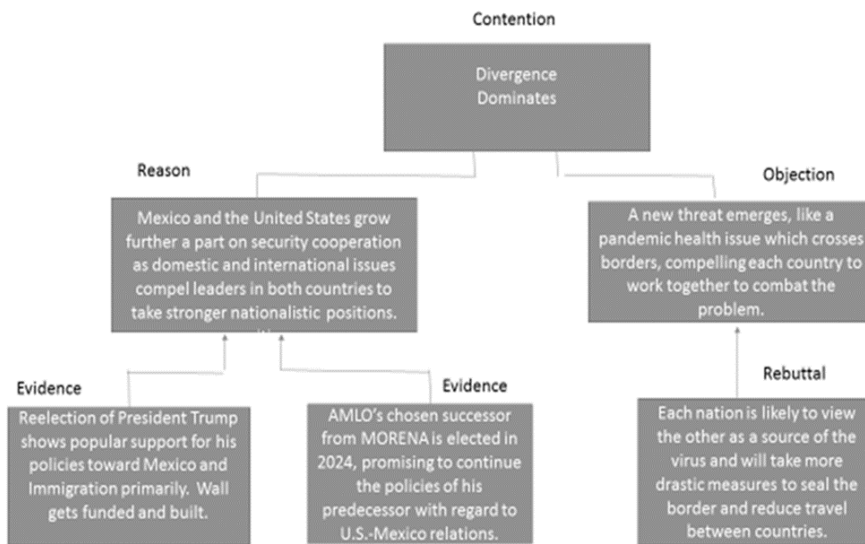 Contention
Divergence
Dominates
Reason
Mexico and the United States grow
further a part on security cooperation
as domestic and international issues
compel leaders in both countries to
take stronger nationalistic positions.
Objection
A new threat emerges, like a
pandemic health issue which crosses
borders, compelling each country to
work together to combat the
problem.
Evidence
Reelection of President Trump
shows popular support for his
policies toward Mexico and
Immigration primarily. Wall
gets funded and built.
Evidence
AMLO's chosen successor
from MORENA is elected in
2024, promising to continue
the policies of his
predecessor with regard to
U.S.-Mexico relations.
Rebuttal
Each nation is likely to view
the other as a source of the
virus and will take more
drastic measures to seal the
border and reduce travel
between countries.